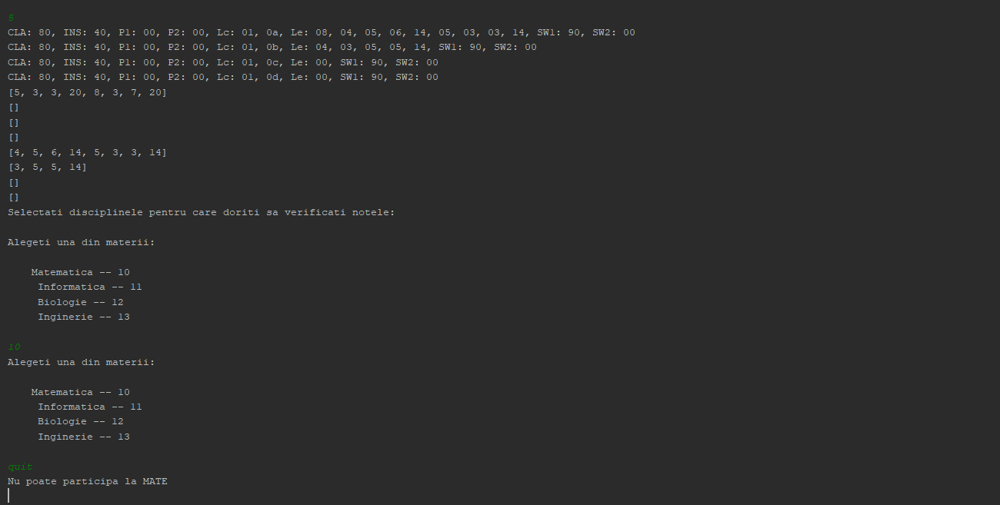 5
CLA: 80, INS: 40, P1: 00, P2: 00, Lc: 01, 0a, Le: 08, 04, 05, 06, 14, 05, 03, 03, 14, SW1: 90, SW2: 00
CLA: 80, INS: 40, P1: 00, P2: 00, Lc: 01, 0b, Le: 04, 03, 05, 05, 14, SW1: 90, SW2: 00
CLA: 80, INS: 40, P1: 00, P2: 00, Lc: 01, 0c, Le: 00, SW1: 90, SW2: 00
CLA: 80, INS: 40, P1: 00, P2: 00, Lc: 01, 0d, Le: 00, SW1: 90, SW2: 00
[5, 3, 3, 20, 8, 3, 7, 20]
[]
[]
[]
[4, 5, 6, 14, 5, 3, 3, 14]
[3, 5, 5, 14]
[]
[]
Selectati disciplinele pentru care doriti sa verificati notele:
Alegeti una din materii:
Matematica -- 10
Informatica -- 11
Biologie -- 12
Inginerie -- 13
10
Alegeti una din materii:
Matematica -- 10
Informatica -- 11
Biologie -- 12
Inginerie -- 13
quit
Nu poate participa la MATE